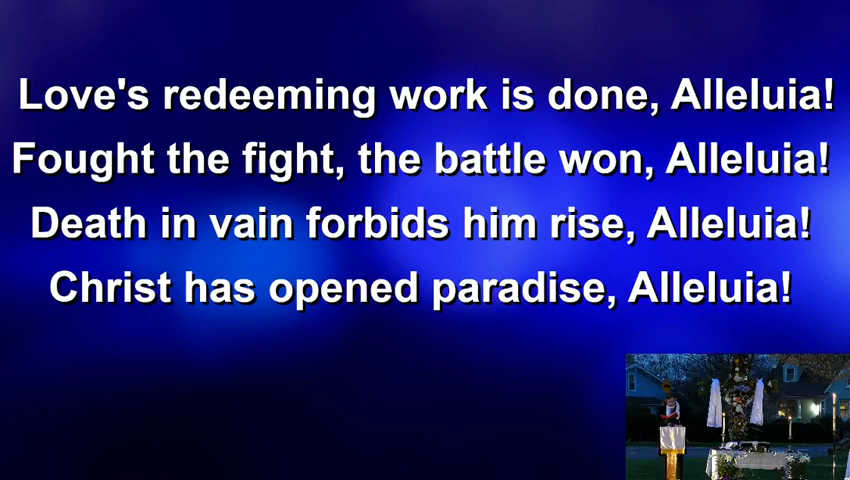 Love's redeeming work is done, Alleluia!
Fought the fight, the battle won, Alleluia!
Death in vain forbids him rise, Alleluia!
Christ has opened paradise, Alleluia!